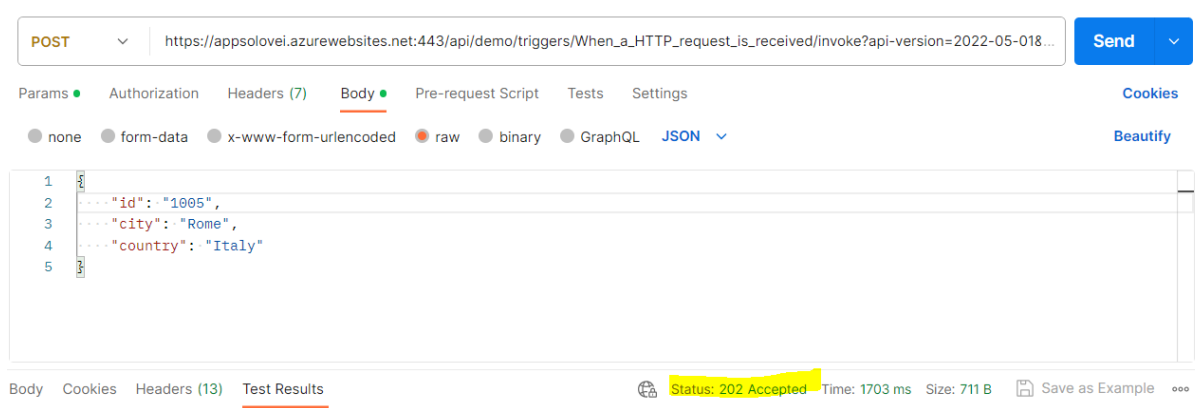 POST https://appsolovei.azurewebsites.net:443/api/demo/triggers/When_a_HTTP_request_is_received/invoke?api-version=2022-05-01&... Send
Params Authorization Headers (7) Body Pre-request Script Tests Settings Cookies
none form-data x-www-form-urlencoded raw binary GraphQL JSON Beautify
1 {
2 "id": "1005",
3 "city": "Rome",
4 "country": "Italy"
5 }
Body Cookies Headers (13) Test Results Status: 202 Accepted Time: 1703 ms Size: 711 B Save as Example